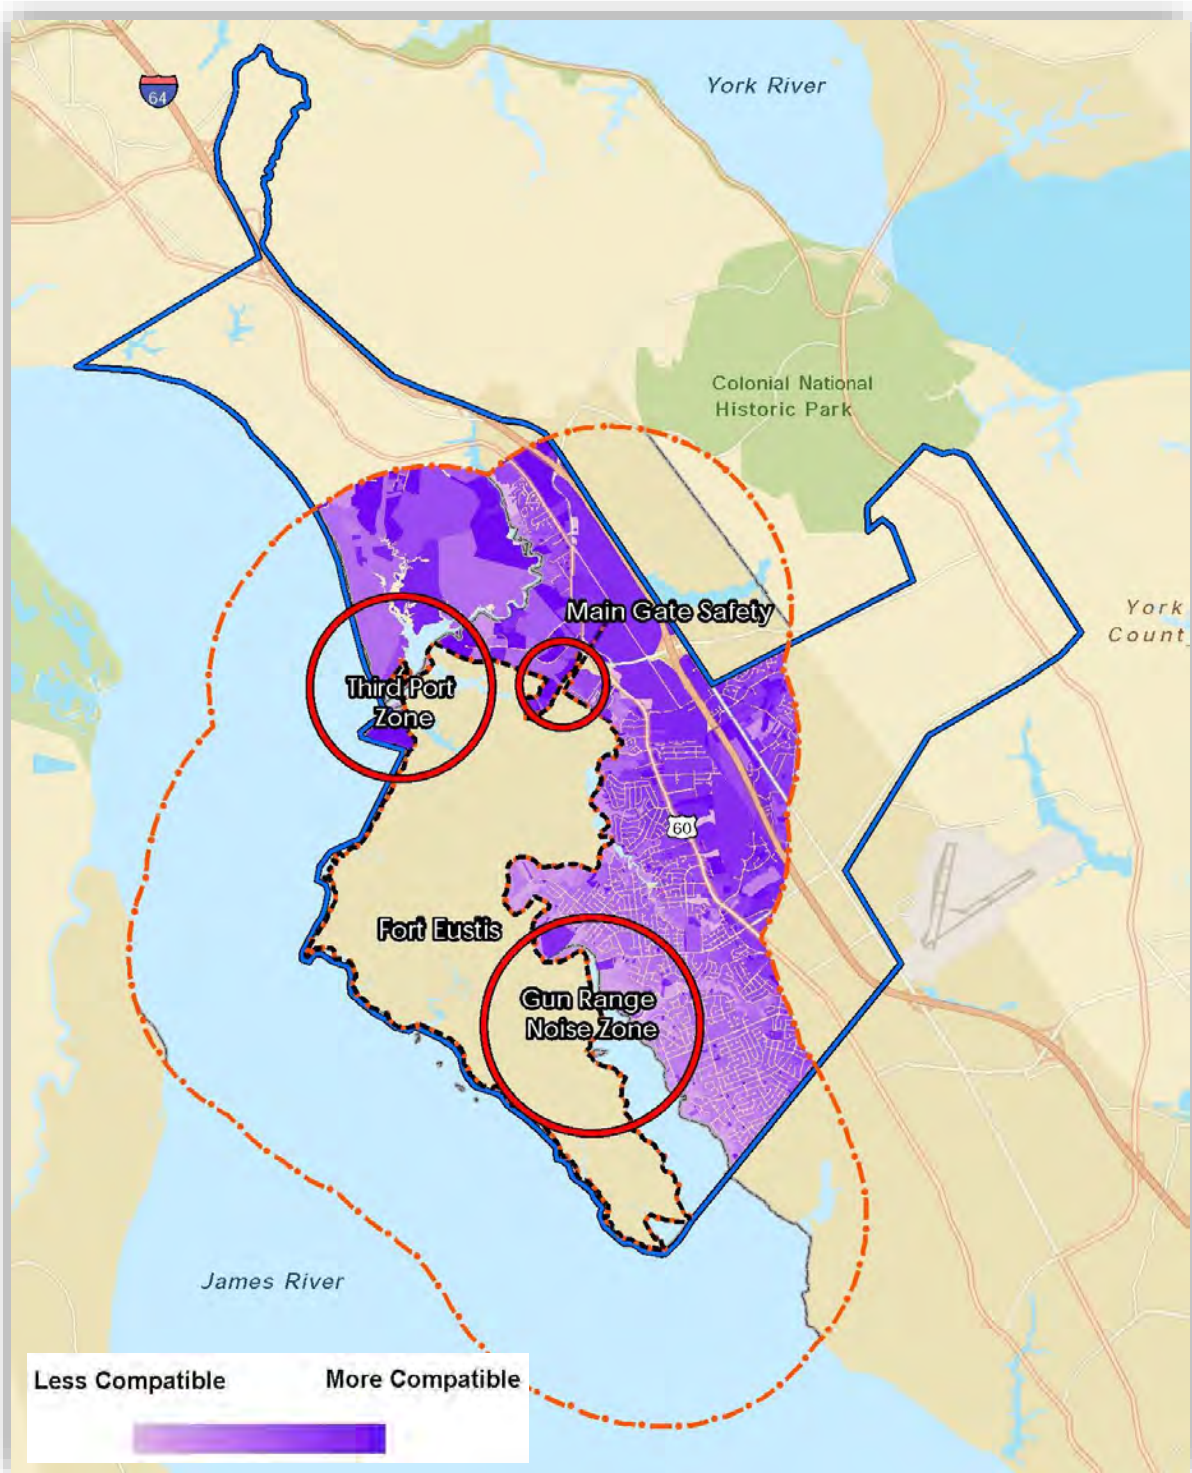 York River
64
Colonial National
Historic Park
Main Gate Safety
York
Count
Third Port
Zone
60
Fort Eustis
Gun Range
Noise Zone
James River
Less Compatible
More Compatible